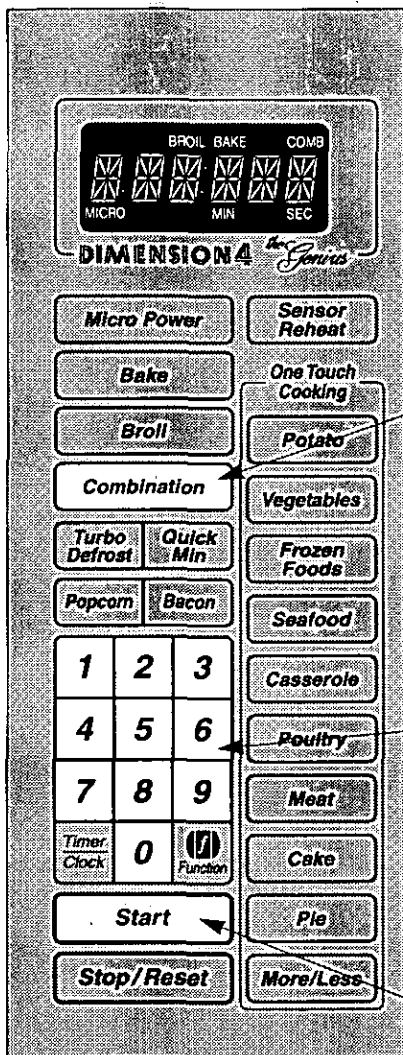 BROIL BAKE COMB
MICRO MIN SEC
DIMENSION 4 the Genius
Micro Power
Sensor
Reheat
Bake
Broil
Combination
Turbo
Defrost
Quick
Min
Popcorn
Bacon
1 2 3
4 5 6
7 8 9
Timer
Clock
0
Function
Start
Stop/Reset
One Touch
Cooking
Potato
Vegetables
Frozen
Foods
Seafood
Casserole
Poultry
Meat
Cake
Pie
More/Less